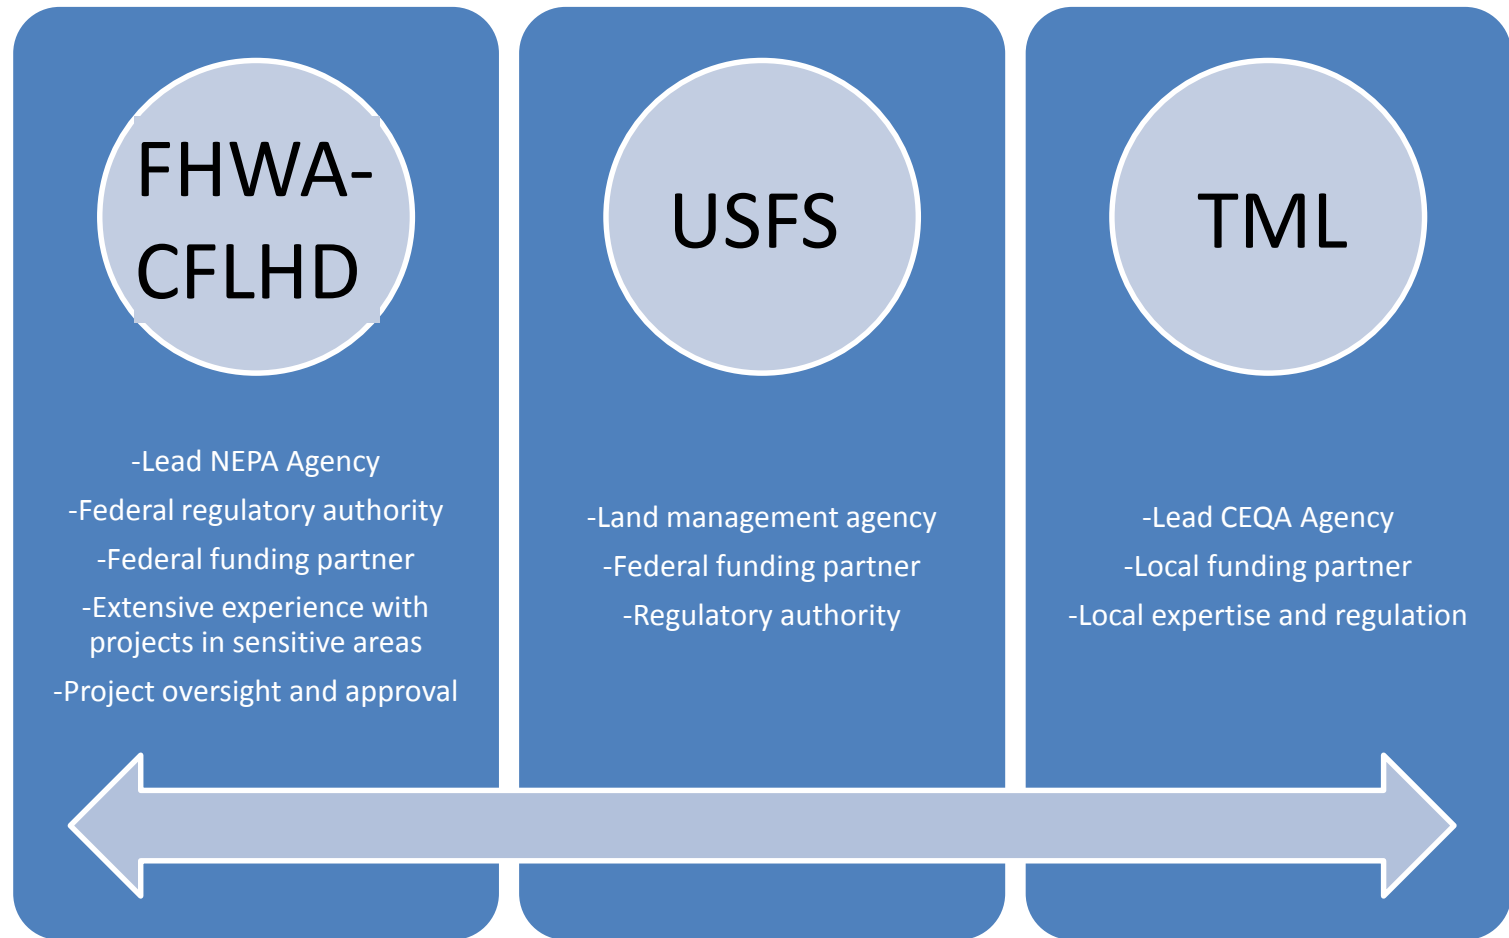 FHWA-
CFLHD
-Lead NEPA Agency
-Federal regulatory authority
-Federal funding partner
-Extensive experience with
projects in sensitive areas
-Project oversight and approval
USFS
-Land management agency
-Federal funding partner
-Regulatory authority
TML
-Lead CEQA Agency
-Local funding partner
-Local expertise and regulation